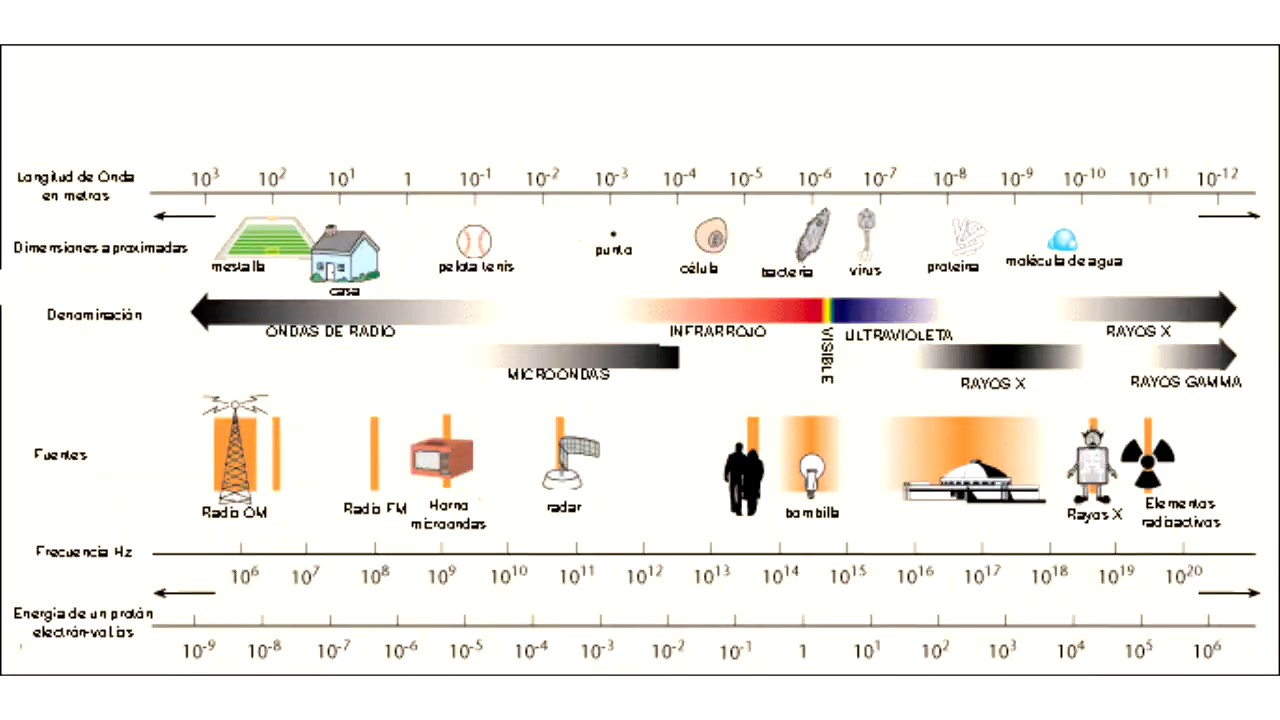 Longitud de Onda
en metros
10³ 10² 10¹ 1 10⁻¹ 10⁻² 10⁻³ 10⁻⁴ 10⁻⁵ 10⁻⁶ 10⁻⁷ 10⁻⁸ 10⁻⁹ 10⁻¹⁰ 10⁻¹¹ 10⁻¹²
Dimensiones aproximadas
mestalla
casa
pelota tenis
punto
célula
bacteria
virus
proteina
molécula de agua
Denominación
ONDAS DE RADIO
INFRARROJO
VISIBLE
ULTRAVIOLETA
RAYOS X
MICROONDAS
RAYOS X
RAYOS GAMMA
Fuentes
Radio OM
Radio FM
Horno
microondas
radar
bombilla
Rayos X
Elementos
radioactivos
Frecuencia Hz
10⁶ 10⁷ 10⁸ 10⁹ 10¹⁰ 10¹¹ 10¹² 10¹³ 10¹⁴ 10¹⁵ 10¹⁶ 10¹⁷ 10¹⁸ 10¹⁹ 10²⁰
Energia de un protón
electrón-voltios
10⁻⁹ 10⁻⁸ 10⁻⁷ 10⁻⁶ 10⁻⁵ 10⁻⁴ 10⁻³ 10⁻² 10⁻¹ 1 10¹ 10² 10³ 10⁴ 10⁵ 10⁶